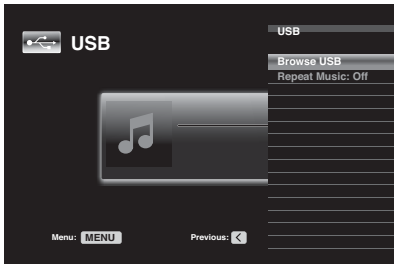 USB
USB
Browse USB
Repeat Music: Off
Menu: MENU
Previous: <